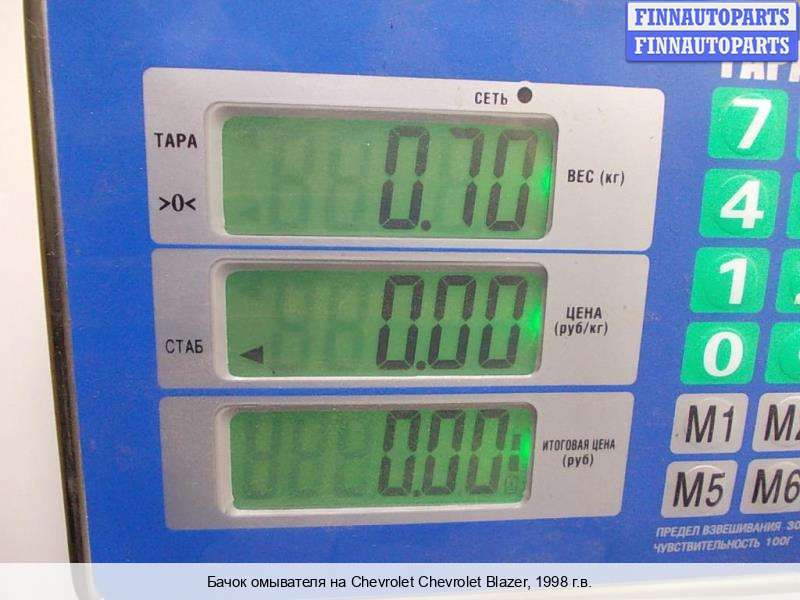 FINNAUTOPARTS
FINNAUTOPARTS
СЕТЬ
ТАРА
>0<
0.70
ВЕС (кг)
7
4
СТАБ
0.00
ЦЕНА
(руб/кг)
1
0
0.00
ИТОГОВАЯ ЦЕНА
(руб)
M1
M5 M6
ПРЕДЕЛ ВЗВЕШИВАНИЯ
ЧУВСТВИТЕЛЬНОСТЬ 100Г
Бачок омывателя на Chevrolet Chevrolet Blazer, 1998 г.в.